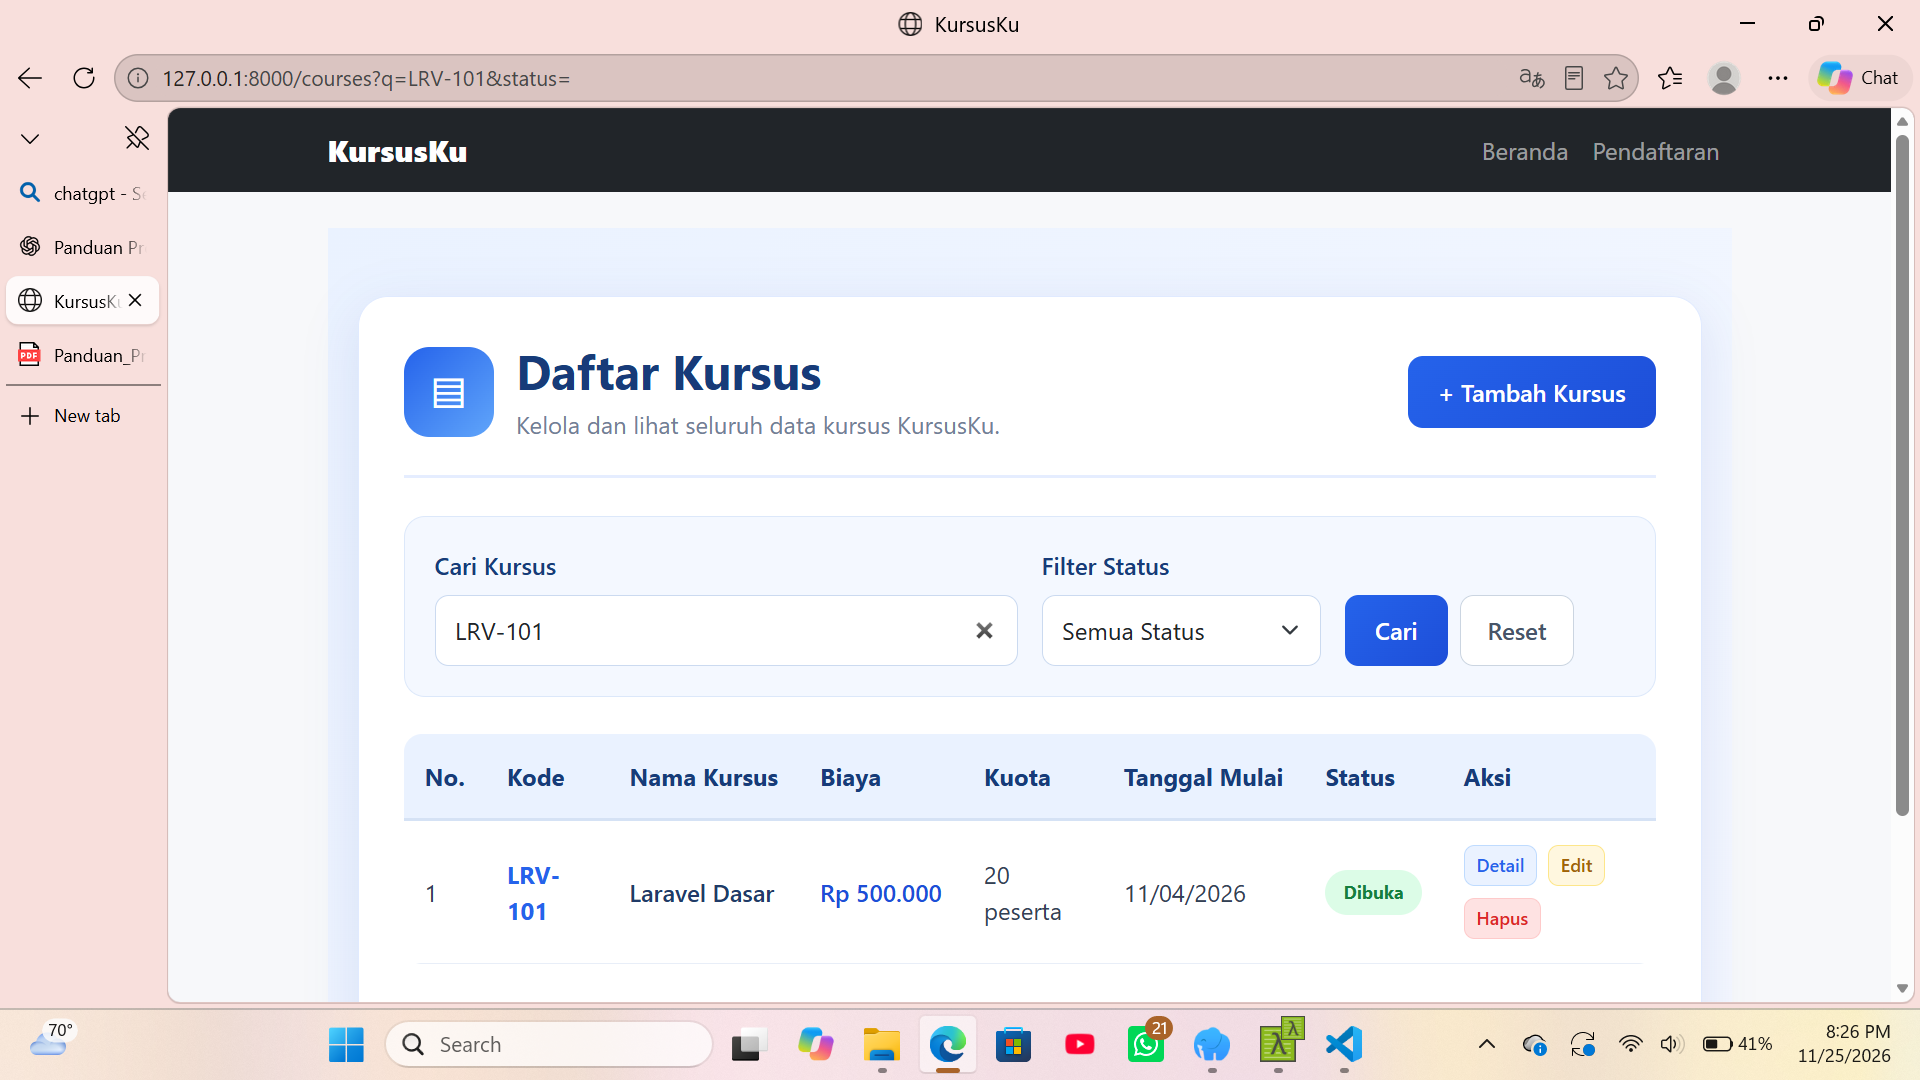 KursusKu
127.0.0.1:8000/courses?q=LRV-101&status=
Chat
chatgpt - Se
Panduan Pr
KursusKu
Panduan_Pr
New tab
KursusKu
Beranda
Pendaftaran
Daftar Kursus
Kelola dan lihat seluruh data kursus KursusKu.
+ Tambah Kursus
Cari Kursus
Filter Status
LRV-101
Semua Status
Cari
Reset
No. Kode Nama Kursus Biaya Kuota Tanggal Mulai Status Aksi
1
LRV-
101
Laravel Dasar
Rp 500.000
20
peserta
11/04/2026
Dibuka
Detail
Edit
Hapus
70°
Search
21
41%
8:26 PM
11/25/2026